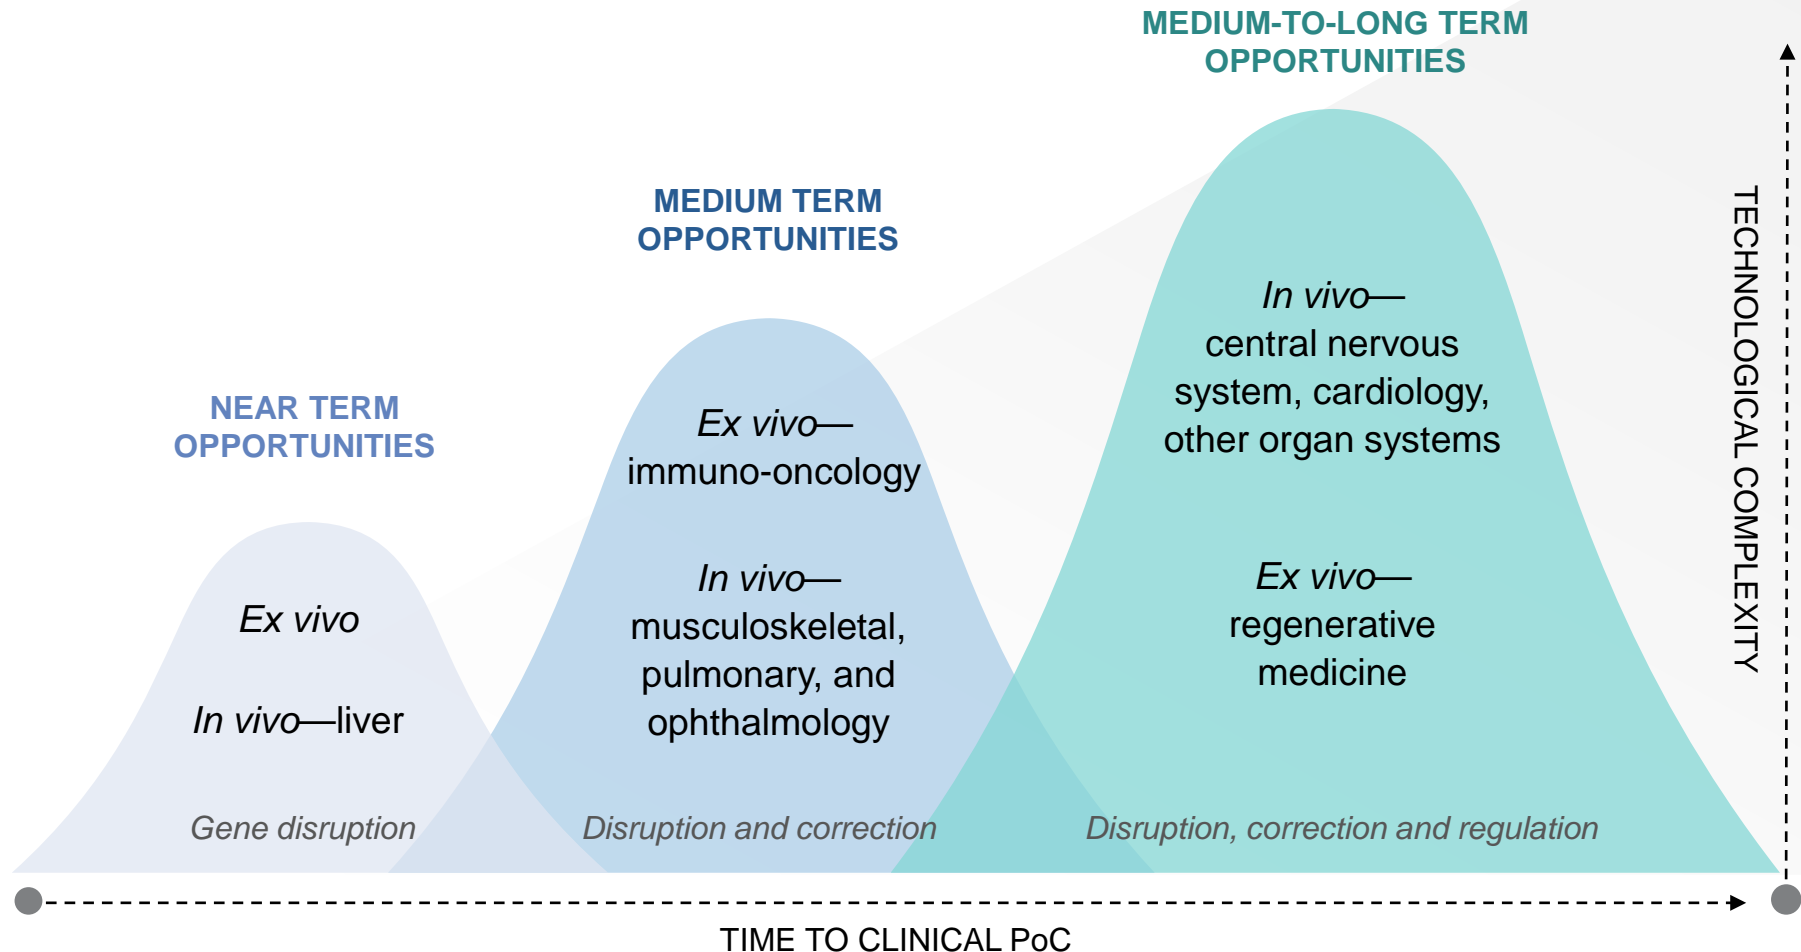 NEAR TERM
OPPORTUNITIES
Ex vivo
In vivo—liver
Gene disruption
MEDIUM TERM
OPPORTUNITIES
Ex vivo—
immuno-oncology
In vivo—
musculoskeletal,
pulmonary, and
ophthalmology
Disruption and correction
MEDIUM-TO-LONG TERM
OPPORTUNITIES
In vivo—
central nervous
system, cardiology,
other organ systems
Ex vivo—
regenerative
medicine
Disruption, correction and regulation
TECHNOLOGICAL COMPLEXITY
TIME TO CLINICAL PoC